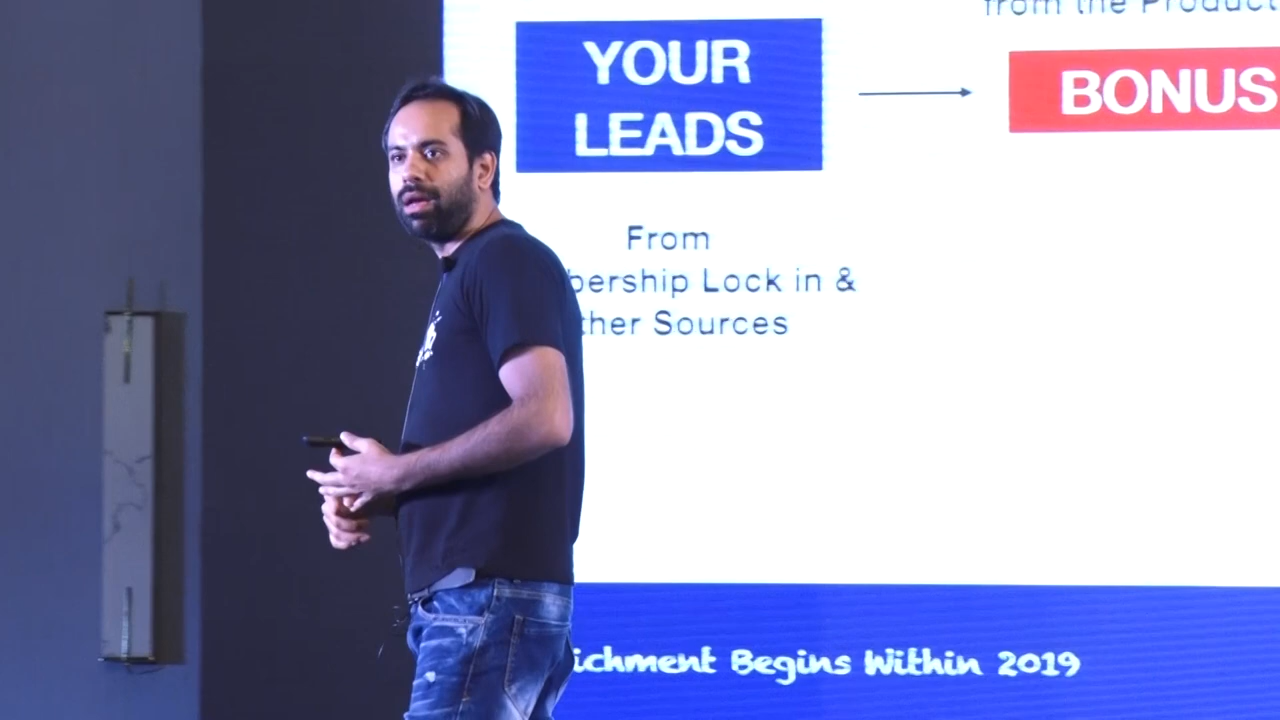 from the Product
YOUR
LEADS
BONUS
From
bership Lock in &
ther Sources
ichment Begins Within 2019